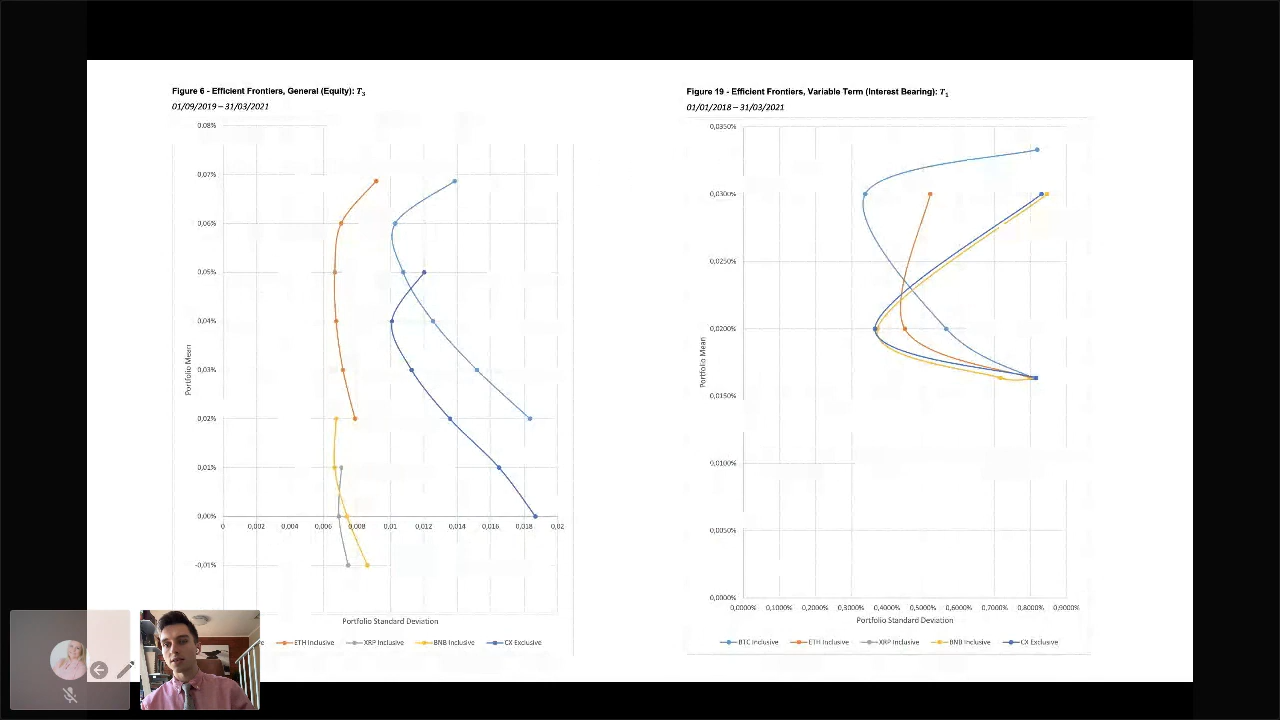 Figure 6 - Efficient Frontiers, General (Equity): T3
01/09/2019 – 31/03/2021
0,08%
0,07%
0,06%
0,05%
0,04%
0,03%
0,02%
0,01%
0,00%
-0,01%
Portfolio Mean
0 0,002 0,004 0,006 0,008 0,01 0,012 0,014 0,016 0,018 0,02
Portfolio Standard Deviation
ETH Inclusive XRP Inclusive BNB Inclusive CX Exclusive
Figure 19 - Efficient Frontiers, Variable Term (Interest Bearing): T1
01/01/2018 – 31/03/2021
0,0350%
0,0300%
0,0250%
0,0200%
0,0150%
0,0100%
0,0050%
0,0000%
Portfolio Mean
0,0000% 0,1000% 0,2000% 0,3000% 0,4000% 0,5000% 0,6000% 0,7000% 0,8000% 0,9000%
Portfolio Standard Deviation
BTC Inclusive ETH Inclusive XRP Inclusive BNB Inclusive CX Exclusive